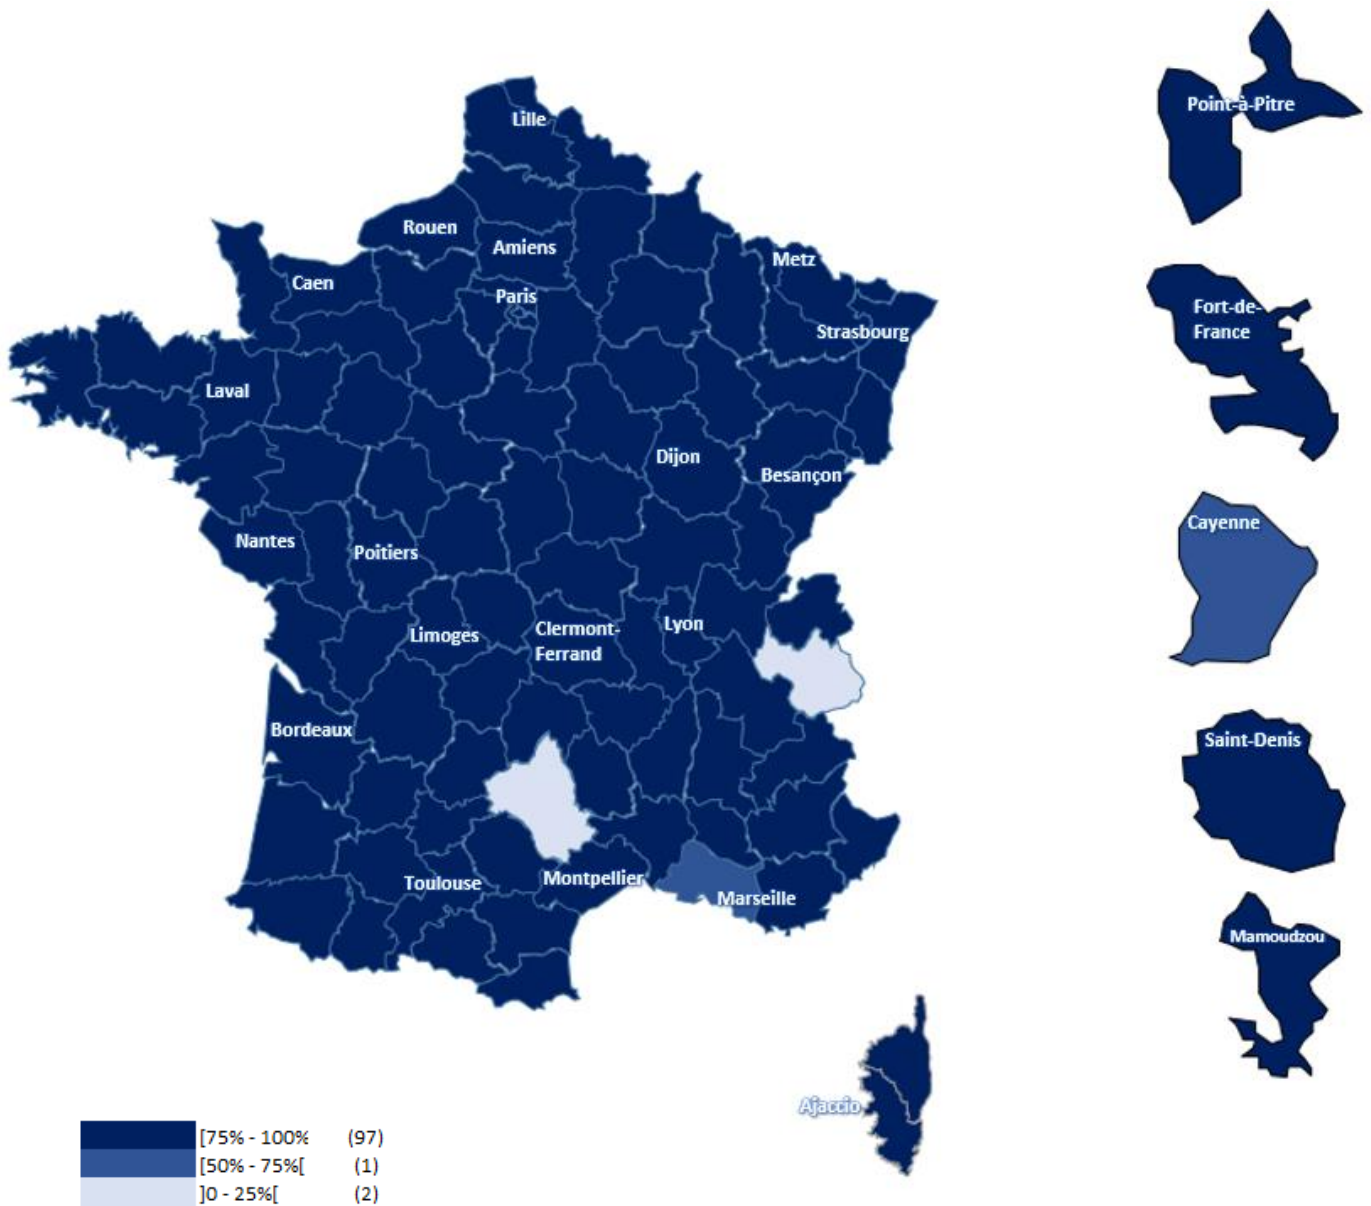 Point-à-Pitre
Lille
Rouen
Amiens
Metz
Caen
Paris
Fort-de-
France
Strasbourg
Laval
Dijon
Besançon
Cayenne
Nantes
Poitiers
Limoges
Clermont-
Ferrand
Lyon
Bordeaux
Saint-Denis
Toulouse
Montpellier
Marseille
Mamoudzou
Ajaccio
[75% - 100% (97)
[50% - 75%[ (1)
]0 - 25%[ (2)